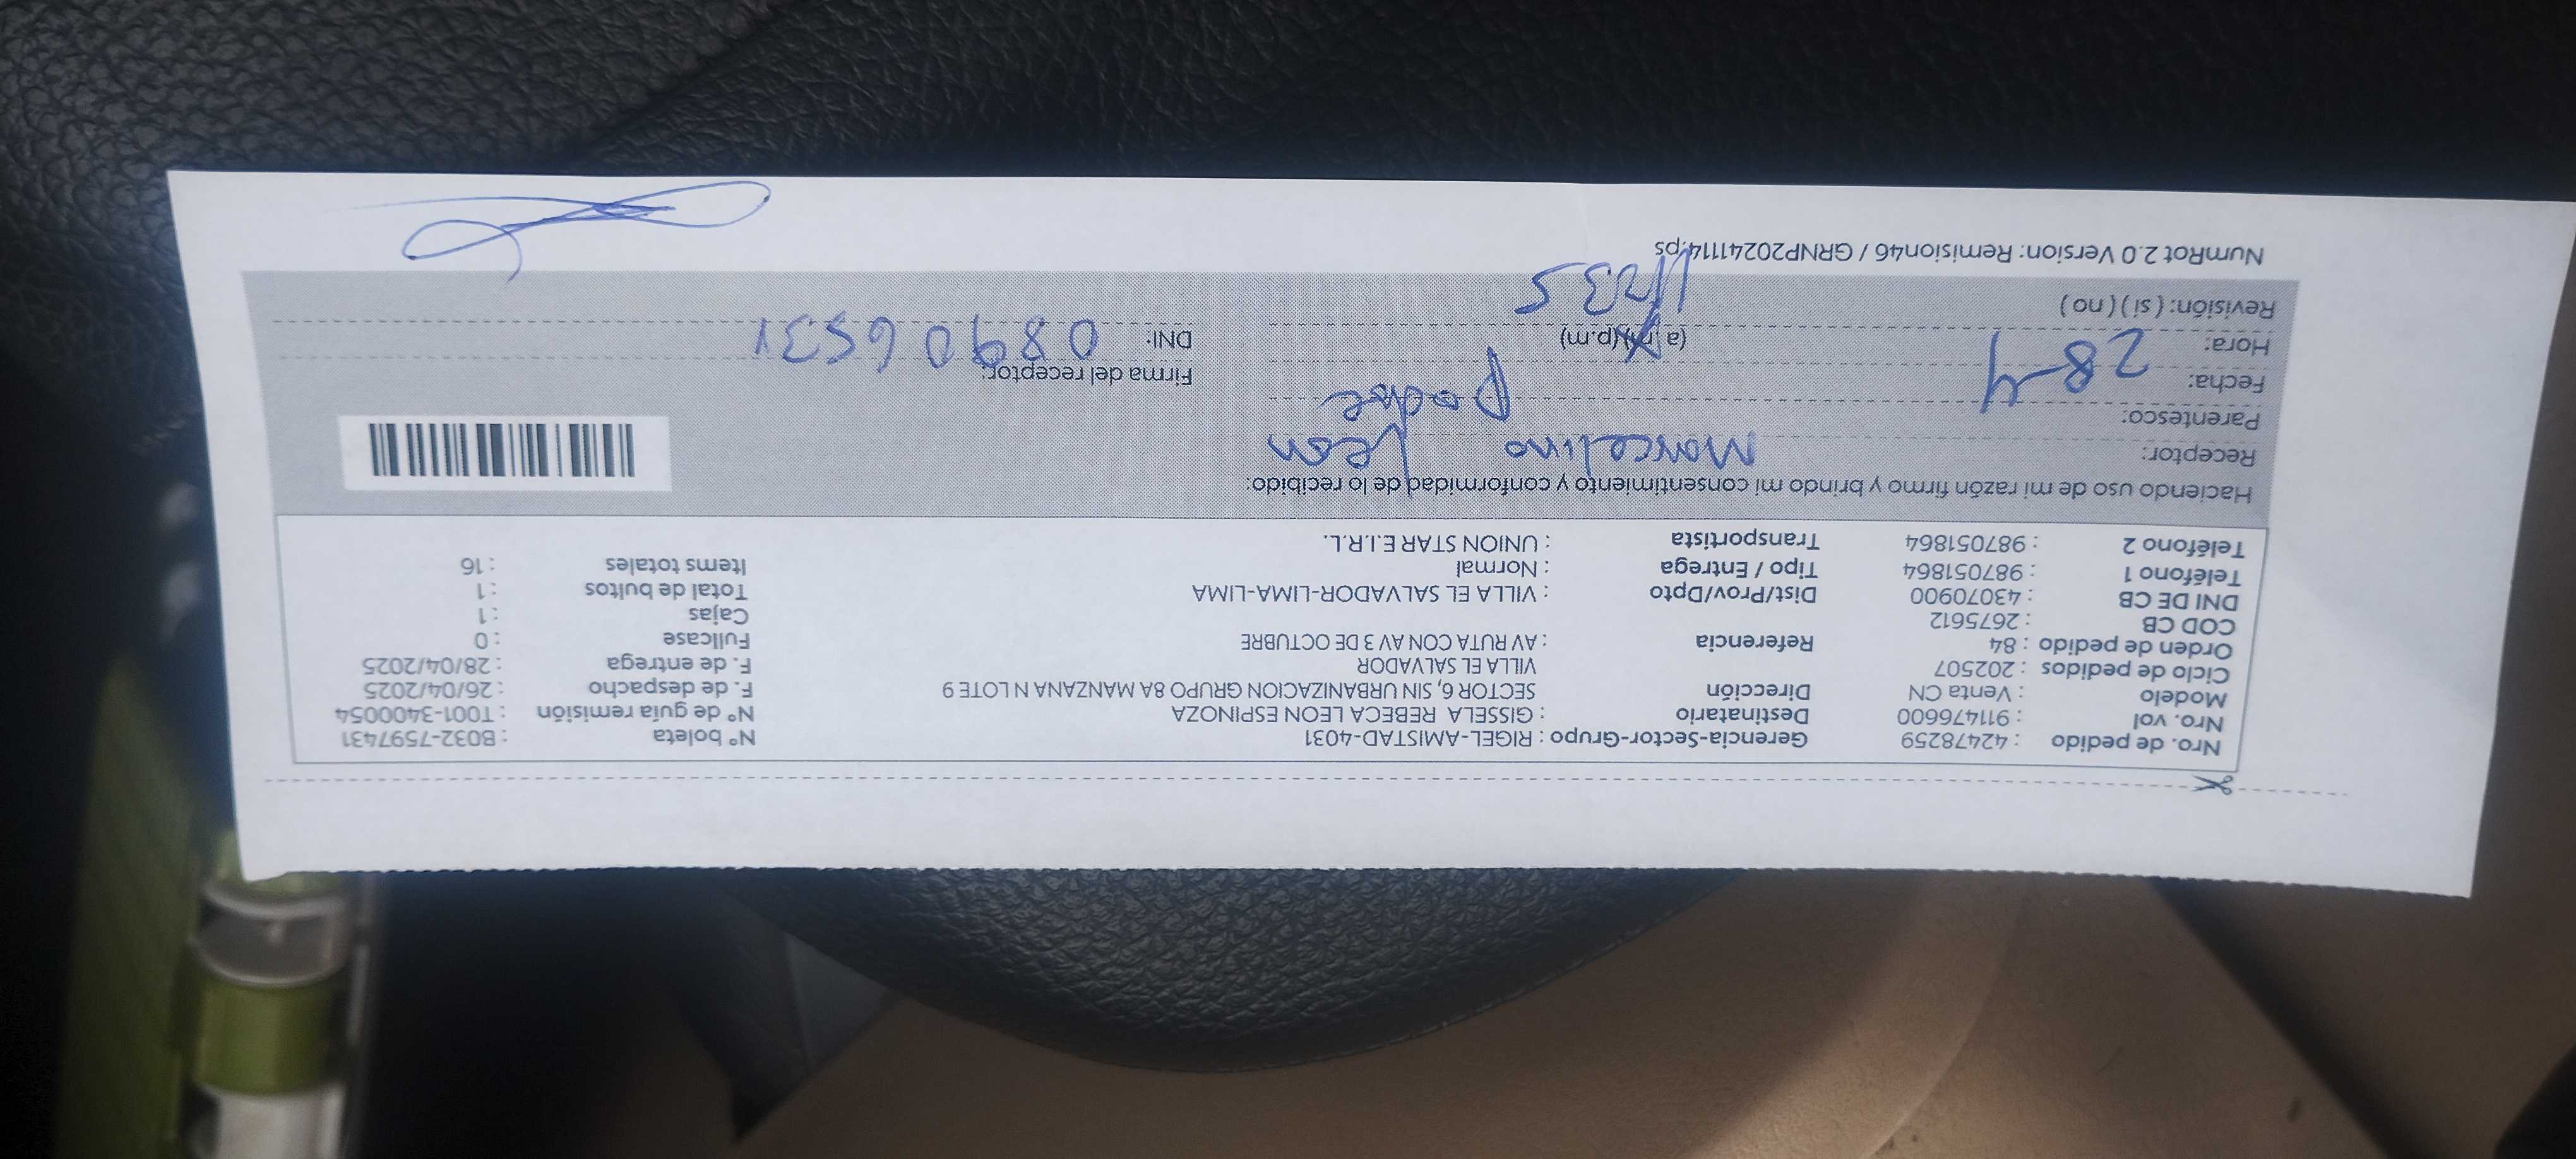 Nro. de pedido : 42478259 Gerencia-Sector-Grupo : RIGEL-AMISTAD-4031 N° boleta : B032-7597431
Nro. vol : 911476600 Destinatario : GISSELA REBECA LEON ESPINOZA N° de guía remisión : T001-3400054
Modelo : Venta CN Dirección SECTOR 6, SIN URBANIZACION GRUPO 8A MANZANA N LOTE 9 F. de despacho : 26/04/2025
Ciclo de pedidos : 202507 VILLA EL SALVADOR F. de entrega : 28/04/2025
Orden de pedido : 84 Referencia : AV RUTA CON AV 3 DE OCTUBRE Fullcase : 0
COD CB : 2675612 Cajas : 1
DNI DE CB : 43070900 Dist/Prov/Dpto : VILLA EL SALVADOR-LIMA-LIMA Total de bultos : 1
Teléfono 1 : 987051864 Tipo / Entrega : Normal Items totales : 16
Teléfono 2 : 987051864 Transportista : UNION STAR E.I.R.L.
Haciendo uso de mi razón firmo y brindo mi consentimiento y conformidad de lo recibido:
Receptor: Marcelino Leon
Parentesco: Padre
Fecha: 28-4 Firma del receptor:
Hora: (a.m)(p.m) DNI:
Revisión: ( si ) ( no )
NumRot 2.0 Version: Remision46 / GRNP20241114.ps